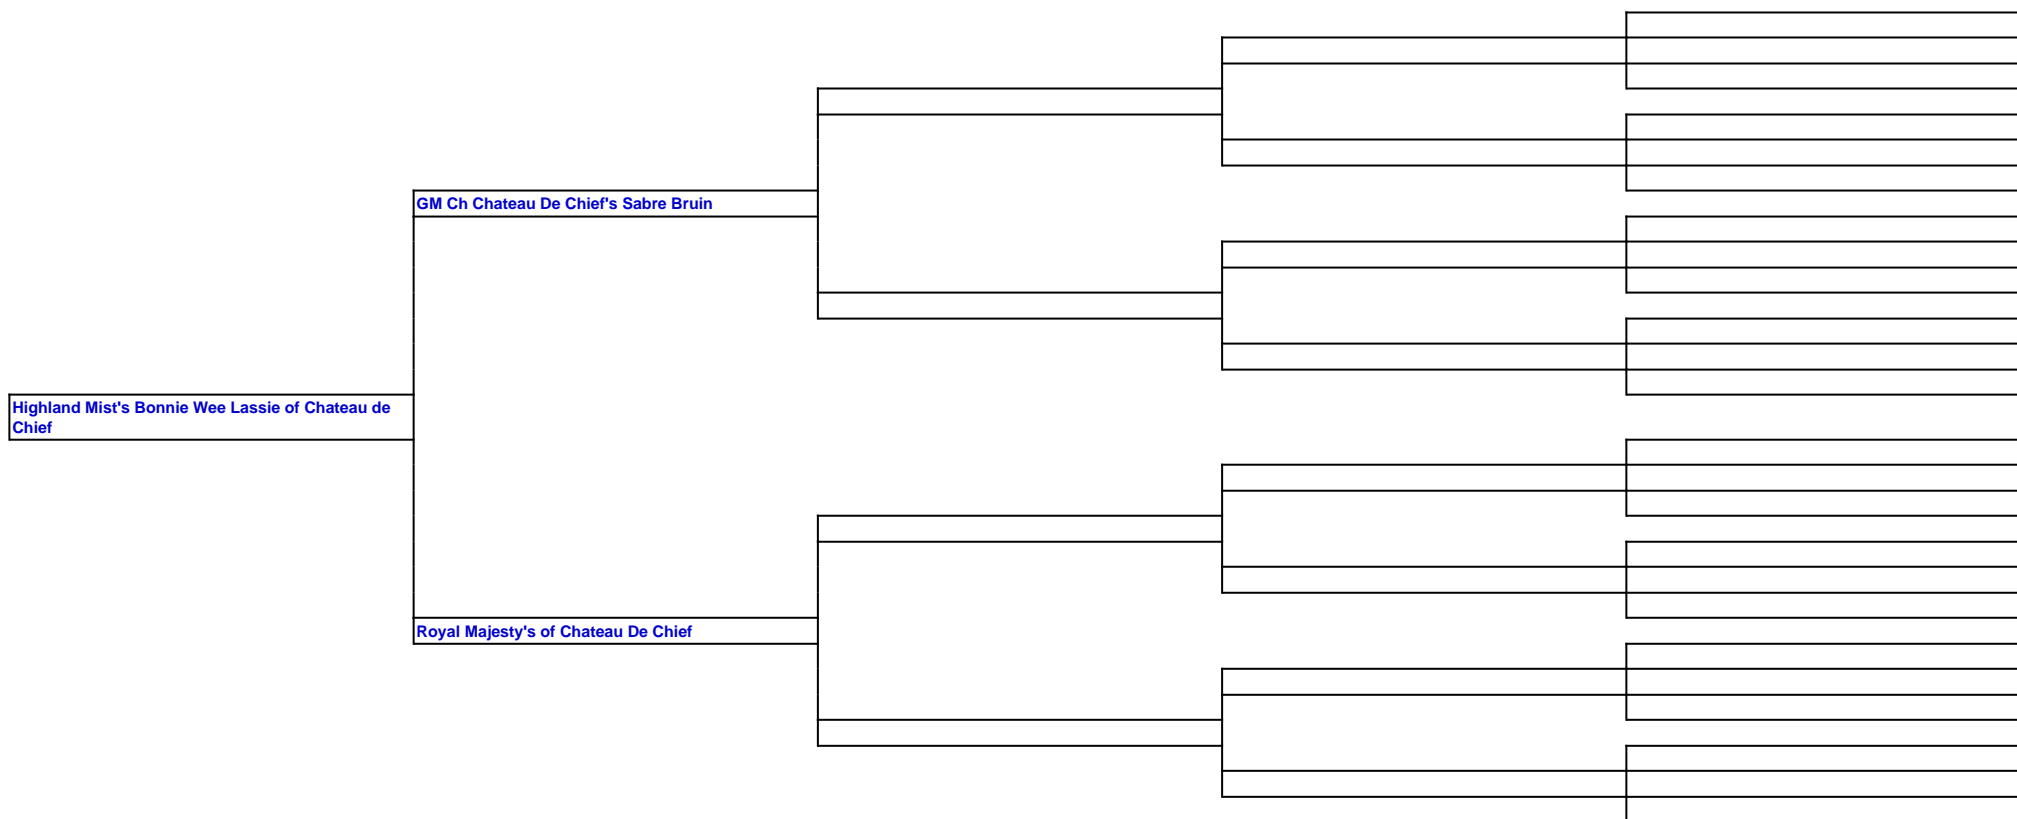 GM Ch Chateau De Chief's Sabre Bruin
Highland Mist's Bonnie Wee Lassie of Chateau de
Chief
Royal Majesty's of Chateau De Chief